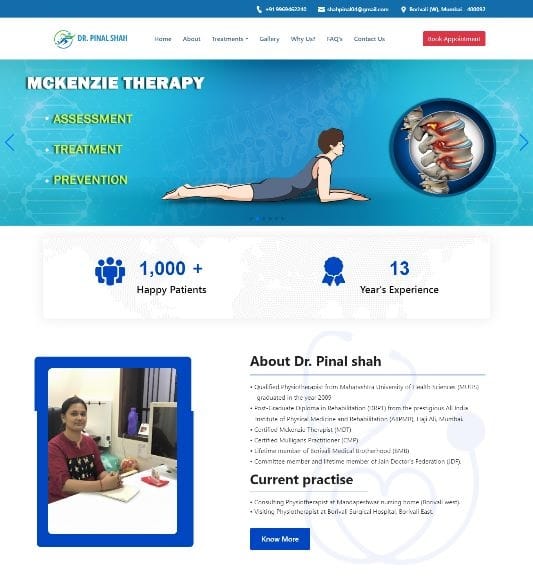 +91 9969462240 shahpinal04@gmail.com Borivali (W), Mumbai - 400092
DR. PINAL SHAH Home About Treatments Gallery Why Us? FAQ's Contact Us Book Appointment
MCKENZIE THERAPY
• ASSESSMENT
• TREATMENT
• PREVENTION
1,000 + 13
Happy Patients Year's Experience
About Dr. Pinal shah
• Qualified Physiotherapist from Maharashtra University of Health Sciences (MUHS)
graduated in the year 2009
• Post-Graduate Diploma in Rehabilitation (DRPT) from the prestigious All India
Institute of Physical Medicine and Rehabilitation (AIIPMR), Haji Ali, Mumbai.
• Certified Mckenzie Therapist (MDT)
• Certified Mulligans Practitioner (CMP)
• Lifetime member of Borivali Medical Brotherhood (BMB)
• Committee member and lifetime member of Jain Doctor's Federation (JDF).
Current practise
• Consulting Physiotherapist at Mandapeshwar nursing home (Borivali west).
• Visiting Physiotherapist at Borivali Surgical Hospital, Borivali East.
Know More